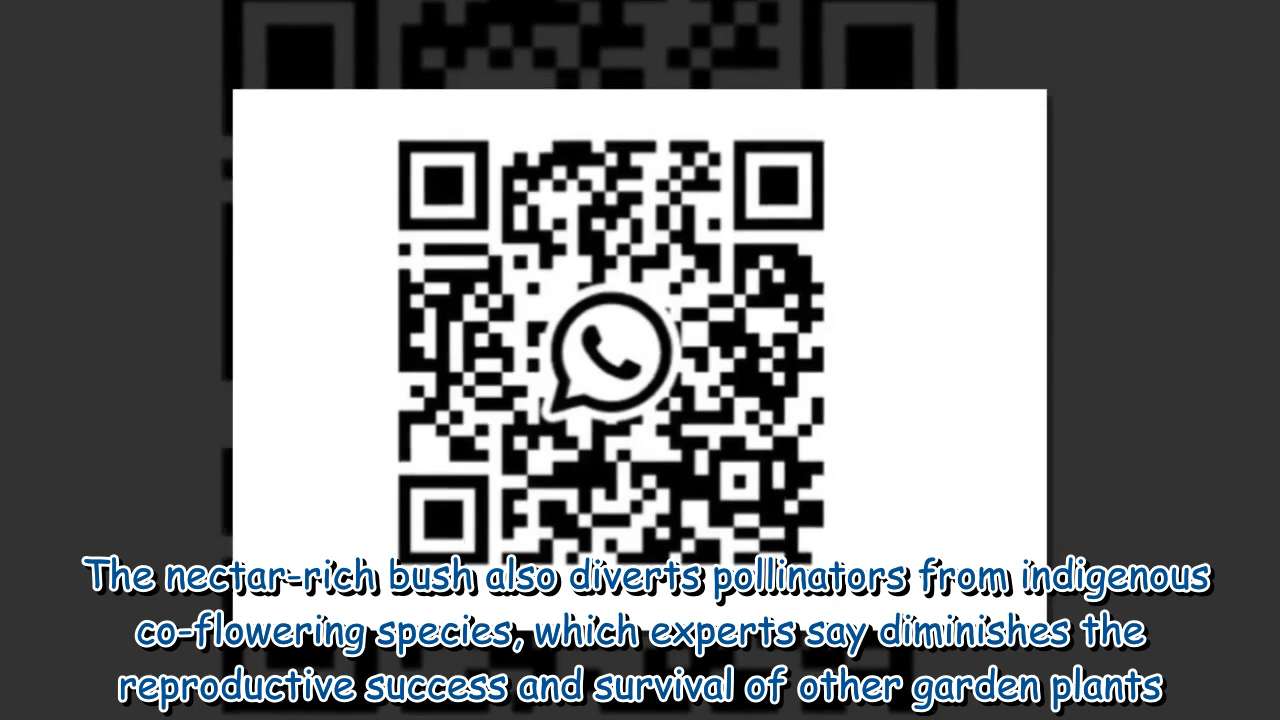 The nectar-rich bush also diverts pollinators from indigenous
co-flowering species, which experts say diminishes the
reproductive success and survival of other garden plants